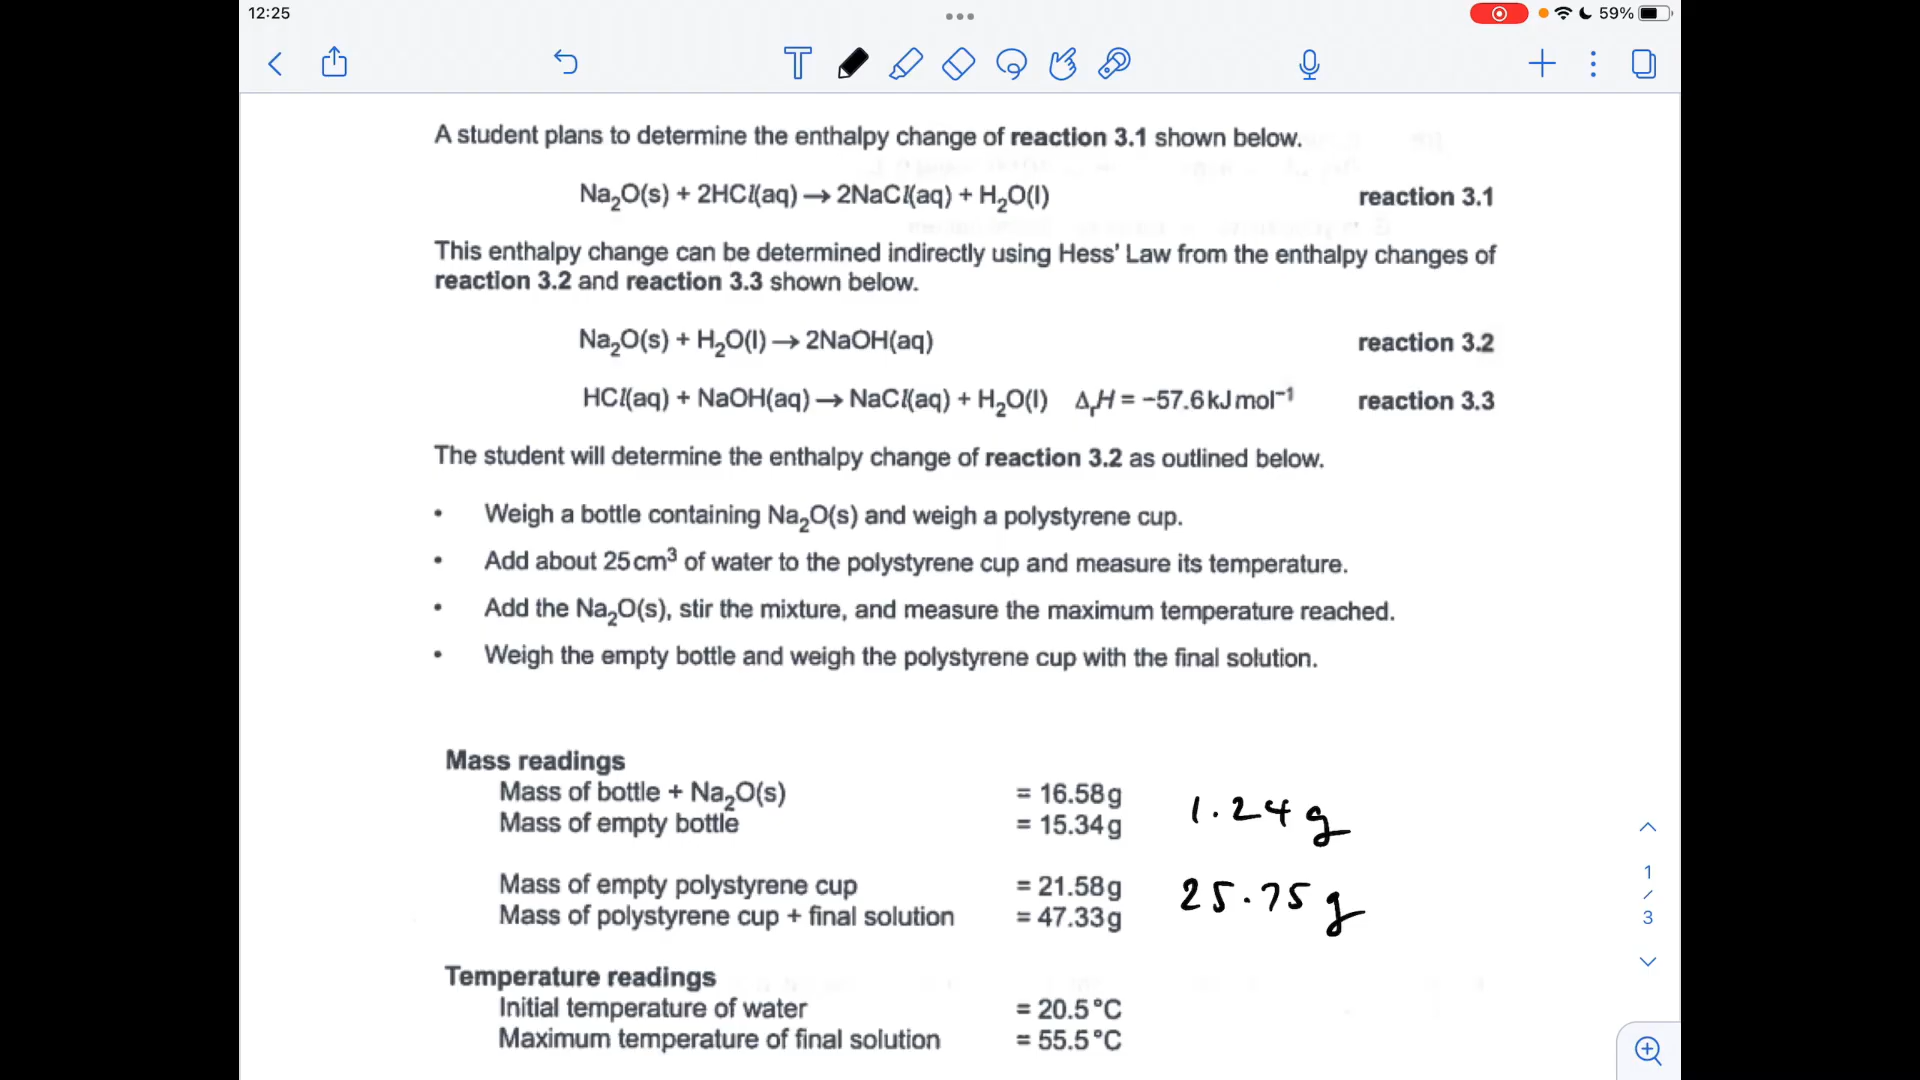 12:25
59%
A student plans to determine the enthalpy change of reaction 3.1 shown below.
Na₂O(s) + 2HCl(aq) → 2NaCl(aq) + H₂O(l) reaction 3.1
This enthalpy change can be determined indirectly using Hess' Law from the enthalpy changes of
reaction 3.2 and reaction 3.3 shown below.
Na₂O(s) + H₂O(l) → 2NaOH(aq) reaction 3.2
HCl(aq) + NaOH(aq) → NaCl(aq) + H₂O(l) ΔᵣH = −57.6 kJ mol⁻¹ reaction 3.3
The student will determine the enthalpy change of reaction 3.2 as outlined below.
• Weigh a bottle containing Na₂O(s) and weigh a polystyrene cup.
• Add about 25 cm³ of water to the polystyrene cup and measure its temperature.
• Add the Na₂O(s), stir the mixture, and measure the maximum temperature reached.
• Weigh the empty bottle and weigh the polystyrene cup with the final solution.
Mass readings
Mass of bottle + Na₂O(s) = 16.58 g
Mass of empty bottle = 15.34 g
1.24 g
Mass of empty polystyrene cup = 21.58 g
Mass of polystyrene cup + final solution = 47.33 g
25.75 g
Temperature readings
Initial temperature of water = 20.5 °C
Maximum temperature of final solution = 55.5 °C
1
/
3